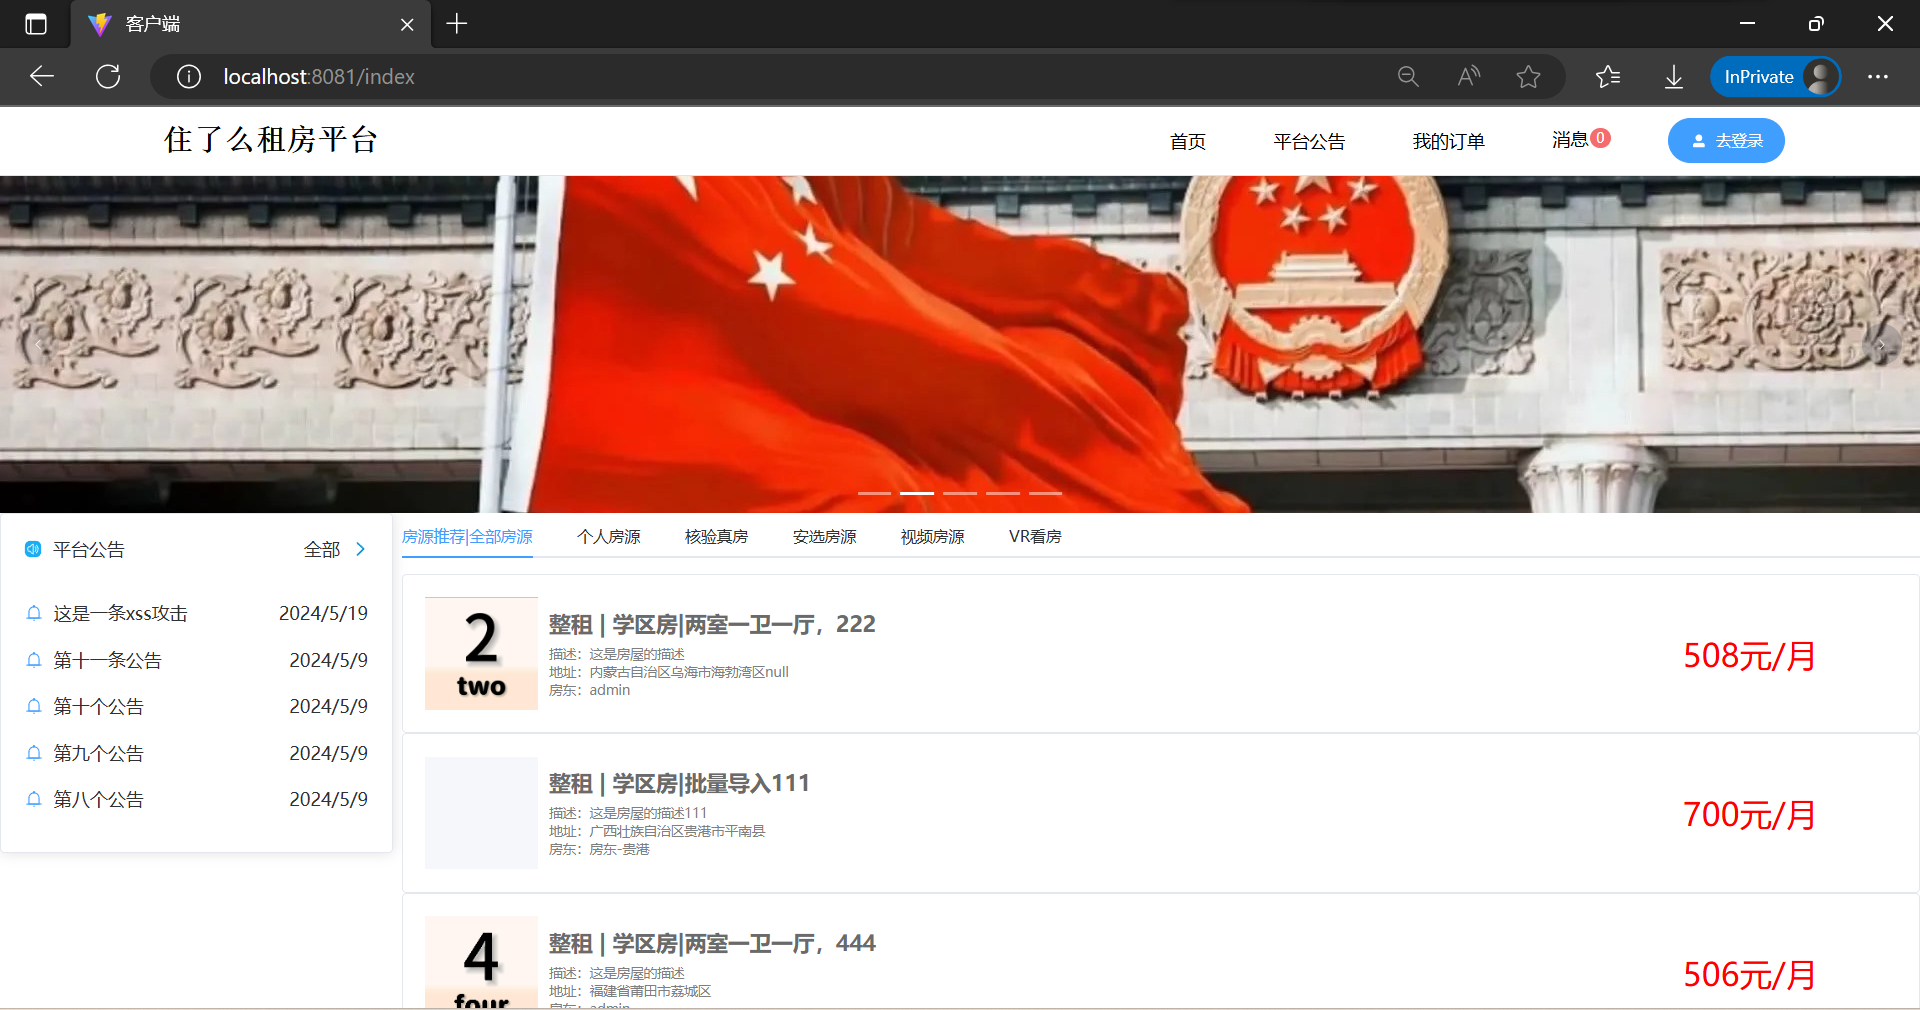 客户端
localhost:8081/index
InPrivate
住了么租房平台
首页
平台公告
我的订单
消息0
去登录
平台公告
全部
这是一条xss攻击 2024/5/19
第十一条公告 2024/5/9
第十个公告 2024/5/9
第九个公告 2024/5/9
第八个公告 2024/5/9
房源推荐|全部房源
个人房源
核验真房
安选房源
视频房源
VR看房
2
two
整租 | 学区房|两室一卫一厅，222
描述：这是房屋的描述
地址：内蒙古自治区乌海市海勃湾区null
房东：admin
508元/月
整租 | 学区房|批量导入111
描述：这是房屋的描述111
地址：广西壮族自治区贵港市平南县
房东：房东-贵港
700元/月
4
four
整租 | 学区房|两室一卫一厅，444
描述：这是房屋的描述
地址：福建省莆田市荔城区
房东：admin
506元/月